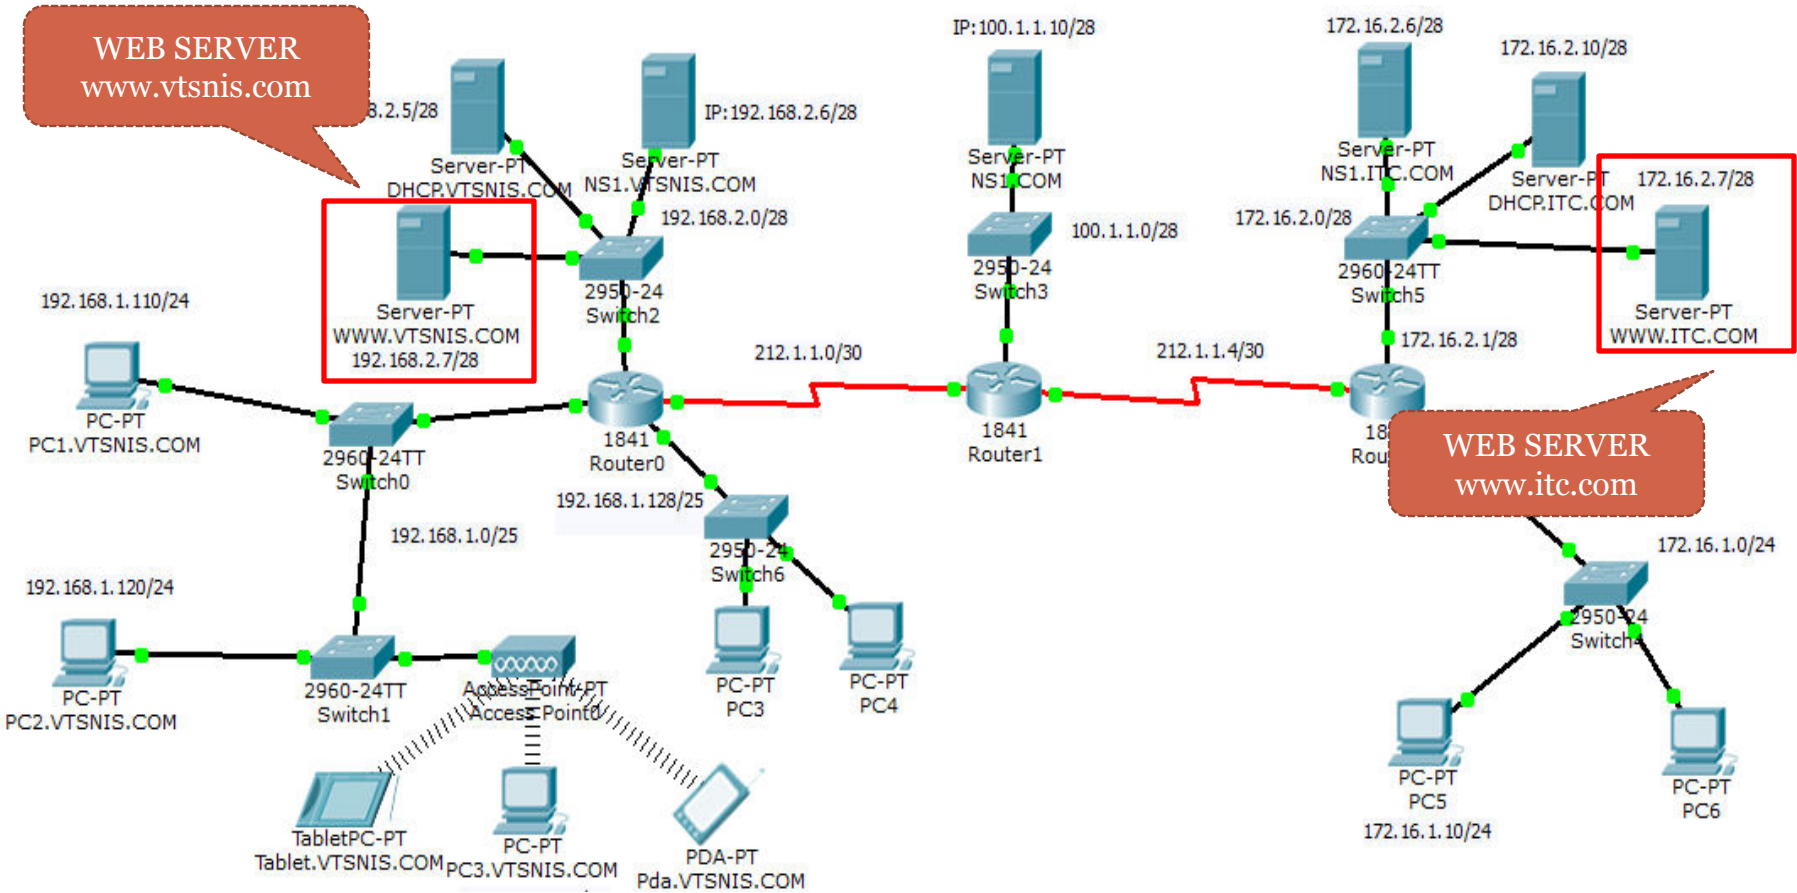 WEB SERVER
www.vtsnis.com
8.2.5/28
Server-PT
DHCP.VTSNIS.COM
IP:192.168.2.6/28
Server-PT
NS1.VTSNIS.COM
192.168.2.0/28
2950-24
Switch2
Server-PT
WWW.VTSNIS.COM
192.168.2.7/28
IP:100.1.1.10/28
Server-PT
NS1.COM
100.1.1.0/28
2950-24
Switch3
172.16.2.6/28
Server-PT
NS1.ITC.COM
172.16.2.10/28
Server-PT
DHCP.ITC.COM
172.16.2.7/28
172.16.2.0/28
2960-24TT
Switch5
Server-PT
WWW.ITC.COM
172.16.2.1/28
192.168.1.110/24
PC-PT
PC1.VTSNIS.COM
2960-24TT
Switch0
212.1.1.0/30
212.1.1.4/30
1841
Router0
1841
Router1
18
Rou
WEB SERVER
www.itc.com
192.168.1.128/25
192.168.1.0/25
2950-24
Switch6
172.16.1.0/24
2950-24
Switch4
192.168.1.120/24
PC-PT
PC2.VTSNIS.COM
2960-24TT
Switch1
AccessPoint-PT
Access Point0
PC-PT
PC3
PC-PT
PC4
PC-PT
PC5
172.16.1.10/24
PC-PT
PC6
TabletPC-PT
Tablet.VTSNIS.COM
PC-PT
PC3.VTSNIS.COM
PDA-PT
Pda.VTSNIS.COM